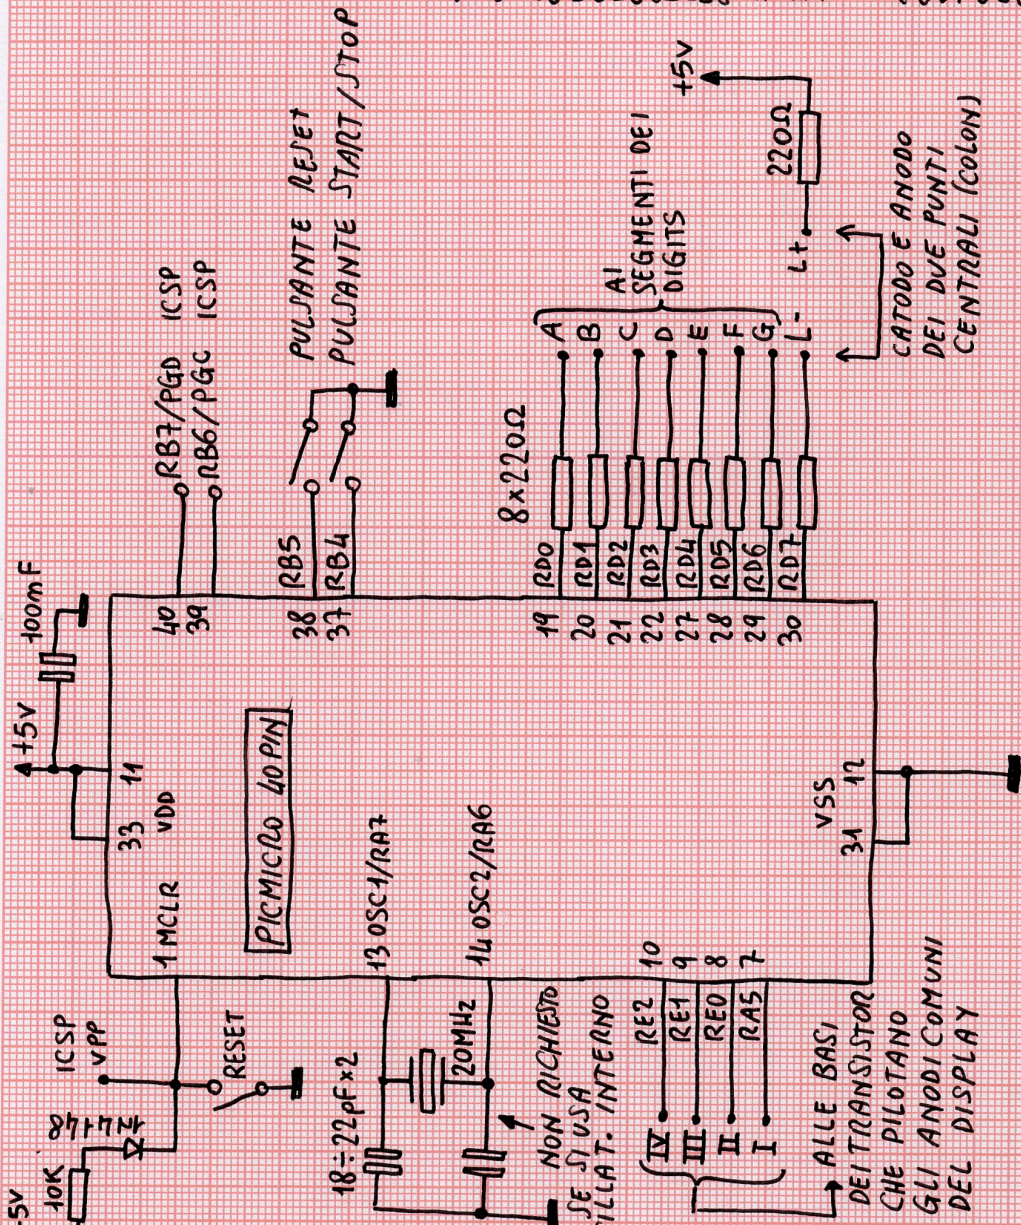 +5V
100mF
RB7/PGD ICSP
RB6/PGC ICSP
PULSANTE RESET
PULSANTE START/STOP
40
39
38
37
RB5
RB4
33
11
VDD
1 MCLR
PICMICRO 40 PIN
13 OSC1/RA7
14 OSC2/RA6
ICSP
VPP
RESET
10K
18÷22pF x2
20MHz
NON RICHIESTO
SE SI USA
INTERNO
8x220Ω
19
20
21
22
27
28
29
30
RD0
RD1
RD2
RD3
RD4
RD5
RD6
RD7
A
B
C
D
E
F
G
L-
AI
SEGMENTI DEI
DIGITS
L+
220Ω
+5V
CATODO E ANODO
DEI DUE PUNTI
CENTRALI (COLON)
RE2 10
RE1 9
RE0 8
RA5 7
IV
III
II
I
VSS
31
12
ALLE BASI
DEI TRANSISTOR
CHE PILOTANO
GLI ANODI COMUNI
DEL DISPLAY